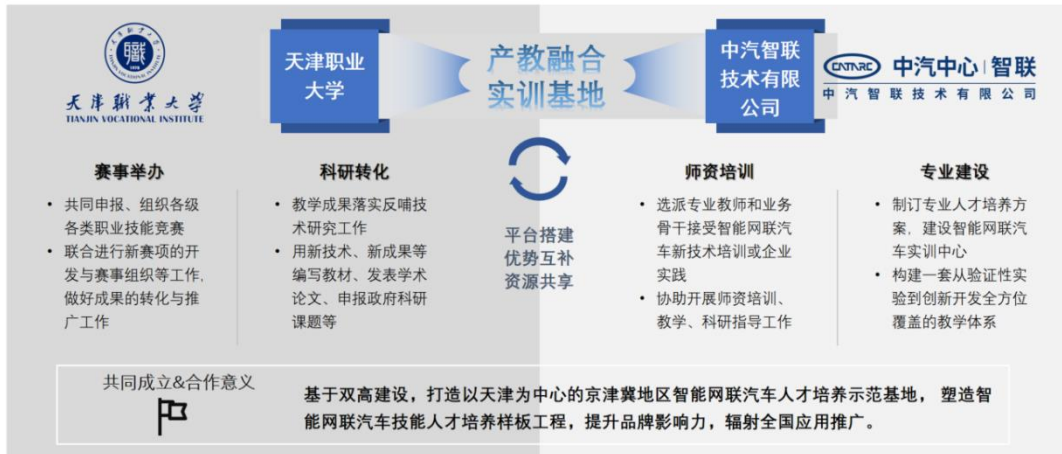 天津職業大學
TIANJIN VOCATIONAL INSTITUTE
天津职业
大学
产教融合
实训基地
中汽智联
技术有限
公司
CATARC 中汽中心|智联
中汽智联技术有限公司
赛事举办
• 共同申报、组织各级
各类职业技能竞赛
• 联合进行新赛项的开
发与赛事组织等工作,
做好成果的转化与推
广工作
科研转化
• 教学成果落实反哺技
术研究工作
• 用新技术、新成果等
编写教材、发表学术
论文、申报政府科研
课题等
平台搭建
优势互补
资源共享
师资培训
• 选派专业教师和业务
骨干接受智能网联汽
车新技术培训或企业
实践
• 协助开展师资培训、
教学、科研指导工作
专业建设
• 制订专业人才培养方
案, 建设智能网联汽
车实训中心
• 构建一套从验证性实
验到创新开发全方位
覆盖的教学体系
共同成立&合作意义
基于双高建设，打造以天津为中心的京津冀地区智能网联汽车人才培养示范基地， 塑造智
能网联汽车技能人才培养样板工程，提升品牌影响力，辐射全国应用推广。